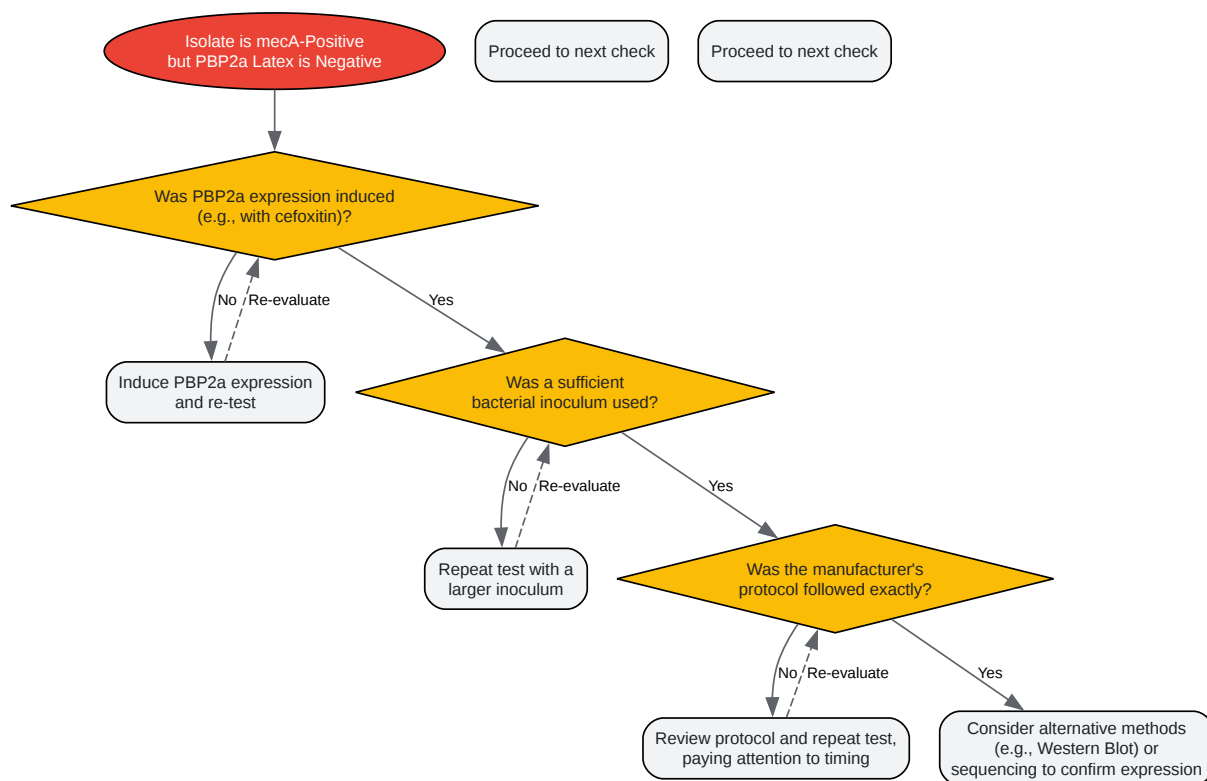 Isolate is mecA-Positive
but PBP2a Latex is Negative
Proceed to next check
Proceed to next check
Was PBP2a expression induced
(e.g., with cefoxitin)?
No
Re-evaluate
Yes
Induce PBP2a expression
and re-test
Was a sufficient
bacterial inoculum used?
No
Re-evaluate
Yes
Repeat test with a
larger inoculum
Was the manufacturer's
protocol followed exactly?
No
Re-evaluate
Yes
Review protocol and repeat test,
paying attention to timing
Consider alternative methods
(e.g., Western Blot) or
sequencing to confirm expression